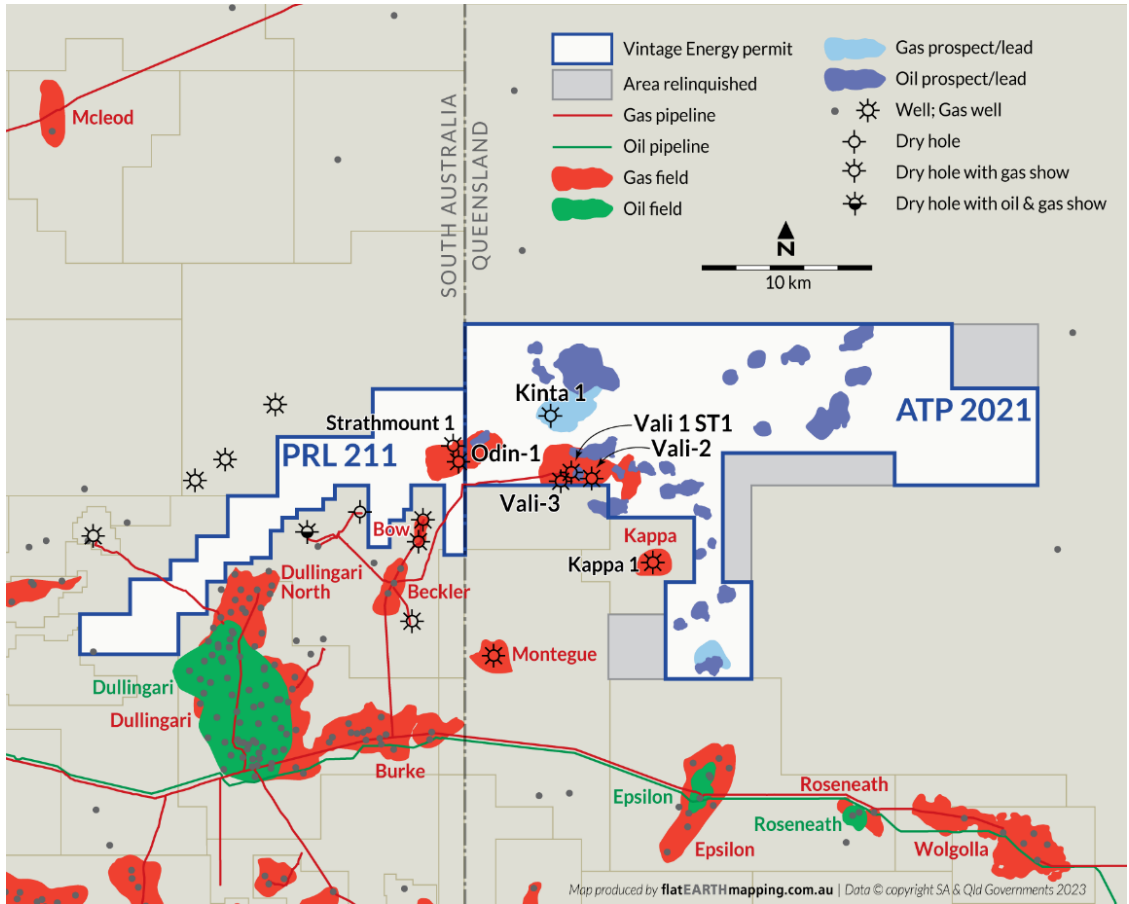 Vintage Energy permit
Area relinquished
Gas pipeline
Oil pipeline
Gas field
Oil field
Gas prospect/lead
Oil prospect/lead
Well; Gas well
Dry hole
Dry hole with gas show
Dry hole with oil & gas show
N
10 km
SOUTH AUSTRALIA
QUEENSLAND
Mcleod
Kinta 1
Strathmount 1
Vali 1 ST1
ATP 2021
PRL 211
Odin-1
Vali-2
Vali-3
Bow
Kappa
Kappa 1
Dullingari
North
Beckler
Montegue
Dullingari
Dullingari
Burke
Epsilon
Roseneath
Roseneath
Epsilon
Wolgolla
Map produced by flatEARTHmapping.com.au | Data © copyright SA & Qld Governments 2023